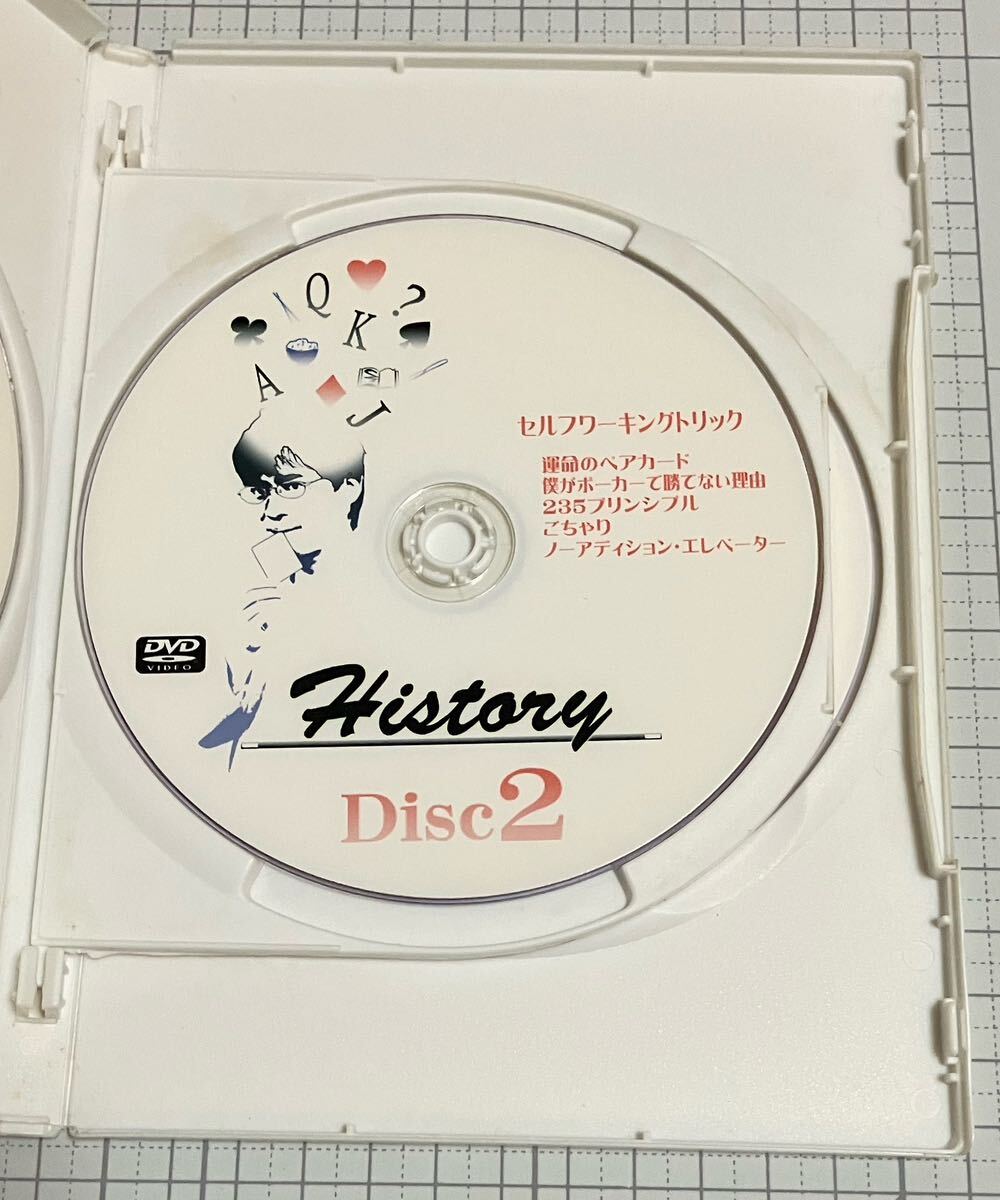 Q
?
K
A
J
セルフワーキングトリック
運命のペアカード
僕がポーカーで勝てない理由
235プリンシプル
ごちゃり
ノーアディション・エレベーター
DVD
VIDEO
History
Disc2